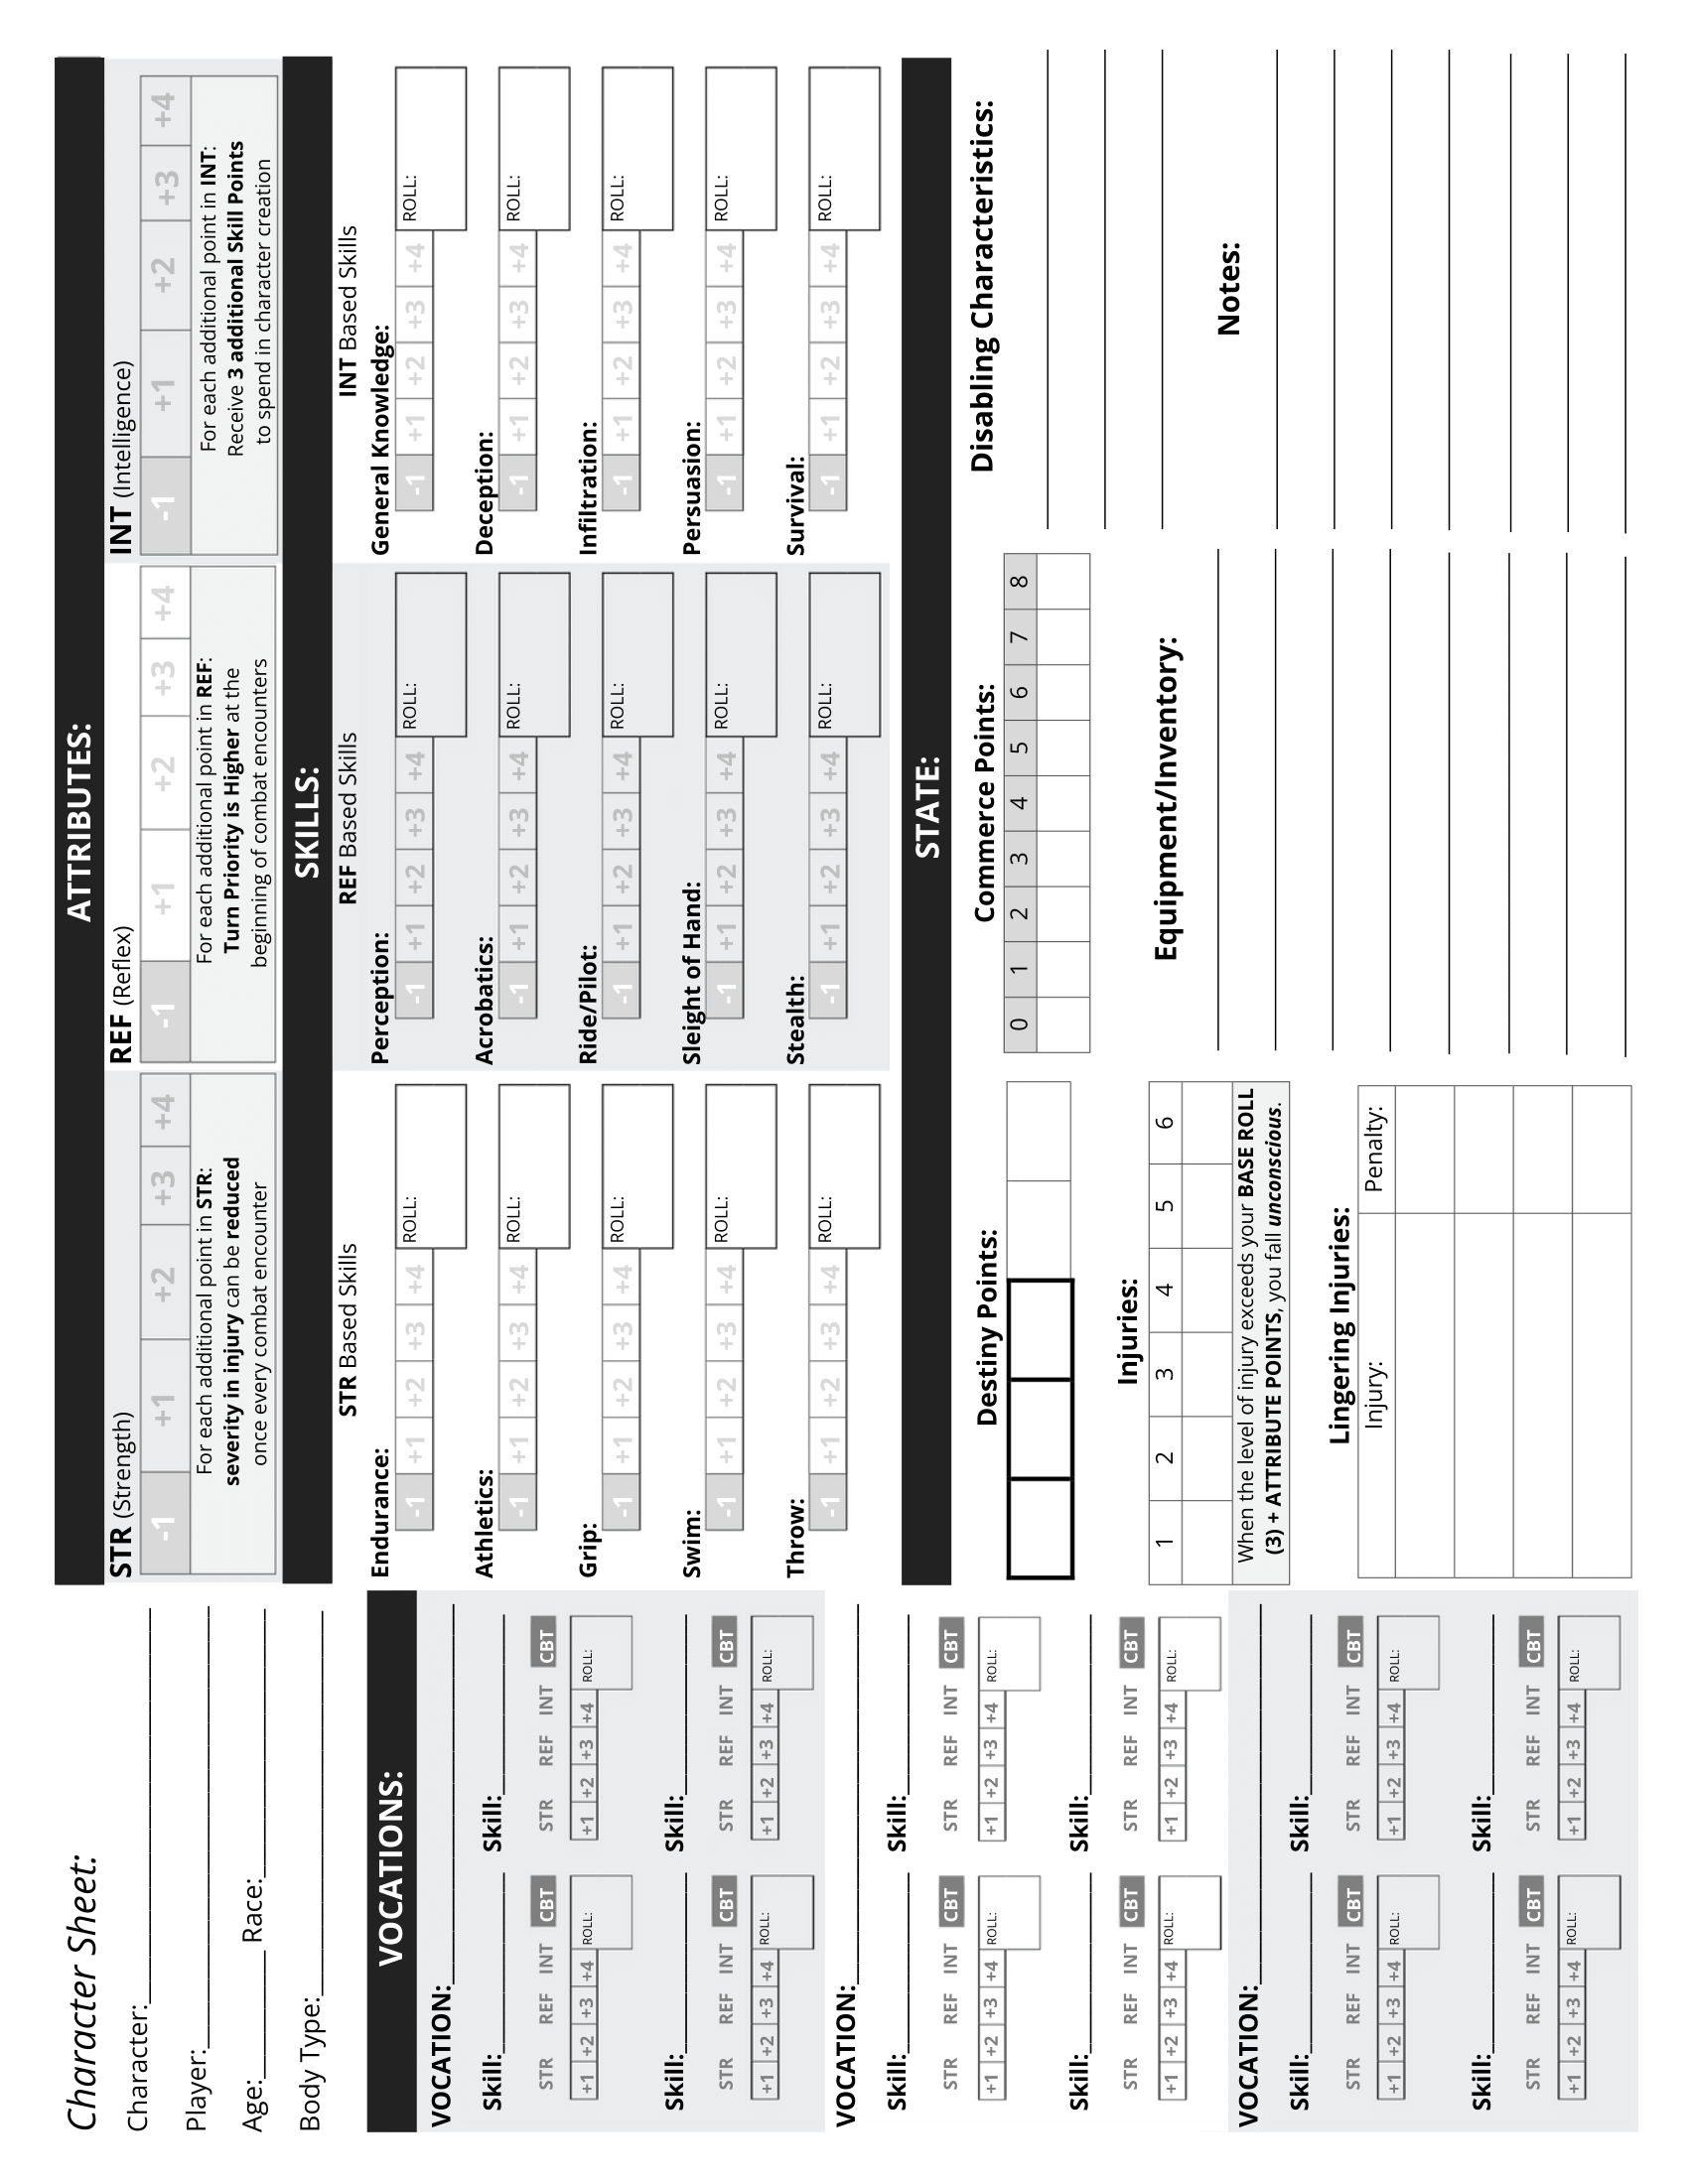 Character Sheet:
Character:
Player:
Age: Race:
Body Type:
VOCATIONS:
VOCATION:
Skill: Skill:
STR REF INT CBT STR REF INT CBT
+1 +2 +3 +4 ROLL: +1 +2 +3 +4 ROLL:
Skill: Skill:
STR REF INT CBT STR REF INT CBT
+1 +2 +3 +4 ROLL: +1 +2 +3 +4 ROLL:
VOCATION:
Skill: Skill:
STR REF INT CBT STR REF INT CBT
+1 +2 +3 +4 ROLL: +1 +2 +3 +4 ROLL:
Skill: Skill:
STR REF INT CBT STR REF INT CBT
+1 +2 +3 +4 ROLL: +1 +2 +3 +4 ROLL:
VOCATION:
Skill: Skill:
STR REF INT CBT STR REF INT CBT
+1 +2 +3 +4 ROLL: +1 +2 +3 +4 ROLL:
Skill: Skill:
STR REF INT CBT STR REF INT CBT
+1 +2 +3 +4 ROLL: +1 +2 +3 +4 ROLL:
ATTRIBUTES:
STR (Strength)
-1 +1 +2 +3 +4
For each additional point in STR:
severity in injury can be reduced
once every combat encounter
REF (Reflex)
-1 +1 +2 +3 +4
For each additional point in REF:
Turn Priority is Higher at the
beginning of combat encounters
INT (Intelligence)
-1 +1 +2 +3 +4
For each additional point in INT:
Receive 3 additional Skill Points
to spend in character creation
SKILLS:
STR Based Skills
Endurance:
-1 +1 +2 +3 +4 ROLL:
Athletics:
-1 +1 +2 +3 +4 ROLL:
Grip:
-1 +1 +2 +3 +4 ROLL:
Swim:
-1 +1 +2 +3 +4 ROLL:
Throw:
-1 +1 +2 +3 +4 ROLL:
REF Based Skills
Perception:
-1 +1 +2 +3 +4 ROLL:
Acrobatics:
-1 +1 +2 +3 +4 ROLL:
Ride/Pilot:
-1 +1 +2 +3 +4 ROLL:
Sleight of Hand:
-1 +1 +2 +3 +4 ROLL:
Stealth:
-1 +1 +2 +3 +4 ROLL:
INT Based Skills
General Knowledge:
-1 +1 +2 +3 +4 ROLL:
Deception:
-1 +1 +2 +3 +4 ROLL:
Infiltration:
-1 +1 +2 +3 +4 ROLL:
Persuasion:
-1 +1 +2 +3 +4 ROLL:
Survival:
-1 +1 +2 +3 +4 ROLL:
STATE:
Destiny Points:
Injuries:
1 2 3 4 5 6
When the level of injury exceeds your BASE ROLL
(3) + ATTRIBUTE POINTS, you fall unconscious.
Lingering Injuries:
Injury: Penalty:
Commerce Points:
0 1 2 3 4 5 6 7 8
Equipment/Inventory:
Disabling Characteristics:
Notes: